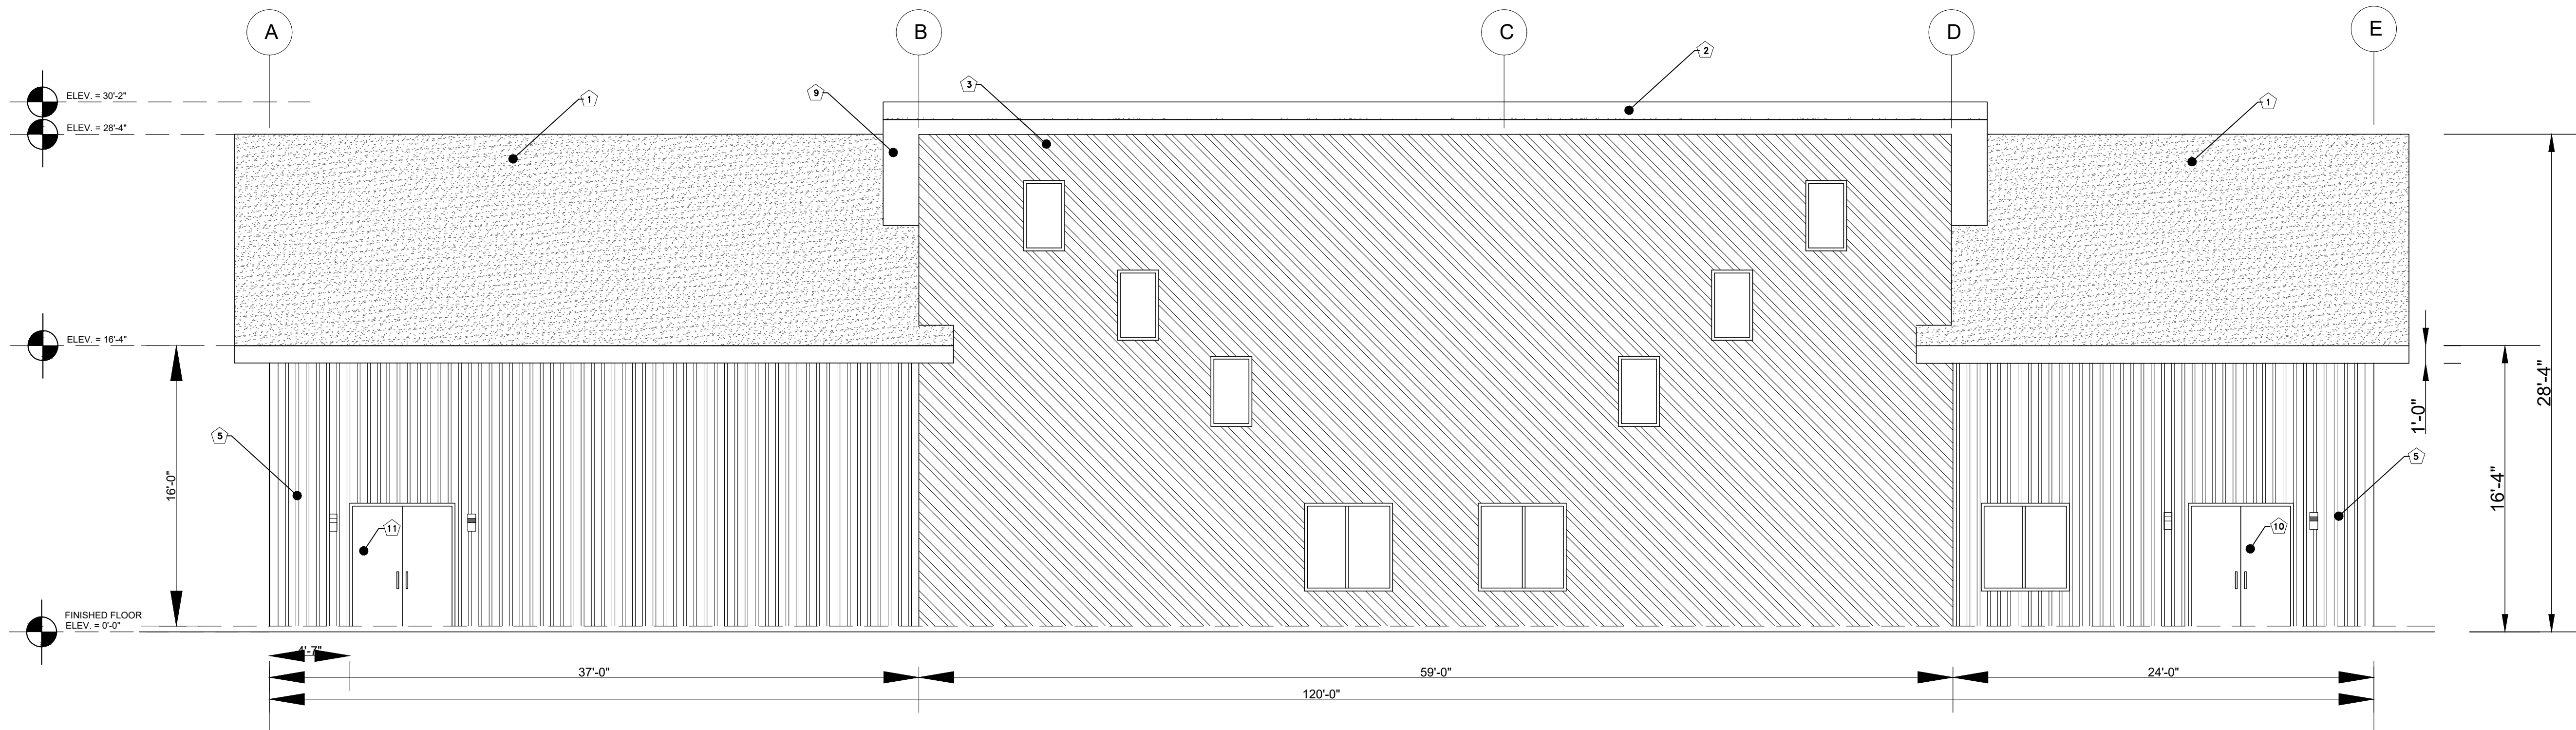 A
B
C
D
E
2
1
9
3
1
ELEV. = 30'-2"
ELEV. = 28'-4"
ELEV. = 16'-4"
28'-4"
1'-0"
5
5
16'-0"
16'-4"
11
10
FINISHED FLOOR
ELEV. = 0'-0"
4'-7"
37'-0"
59'-0"
24'-0"
120'-0"